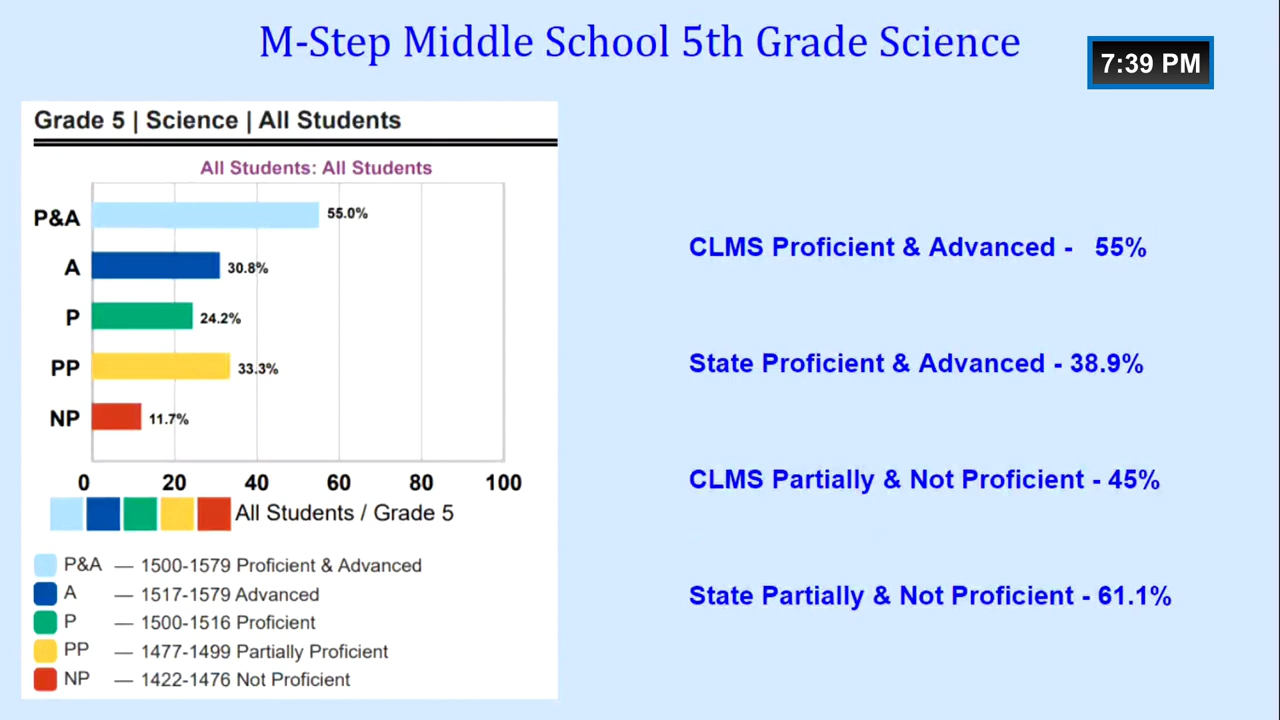 M-Step Middle School 5th Grade Science
7:39 PM
Grade 5 | Science | All Students
All Students: All Students
P&A 55.0%
A 30.8%
P 24.2%
PP 33.3%
NP 11.7%
0 20 40 60 80 100
All Students / Grade 5
P&A — 1500-1579 Proficient & Advanced
A — 1517-1579 Advanced
P — 1500-1516 Proficient
PP — 1477-1499 Partially Proficient
NP — 1422-1476 Not Proficient
CLMS Proficient & Advanced - 55%
State Proficient & Advanced - 38.9%
CLMS Partially & Not Proficient - 45%
State Partially & Not Proficient - 61.1%